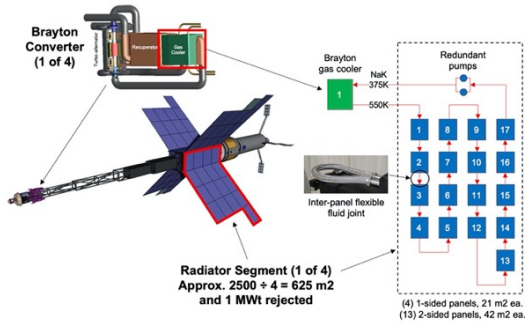 Brayton
Converter
(1 of 4)
Turbo-alternator
Recuperator
Gas
Cooler
Brayton
gas cooler
1
NaK
375K
550K
Redundant
pumps
1
8
9
17
2
7
10
16
3
6
11
15
4
5
12
14
13
Inter-panel flexible
fluid joint
Radiator Segment (1 of 4)
Approx. 2500 ÷ 4 = 625 m2
and 1 MWt rejected
(4) 1-sided panels, 21 m2 ea.
(13) 2-sided panels, 42 m2 ea.